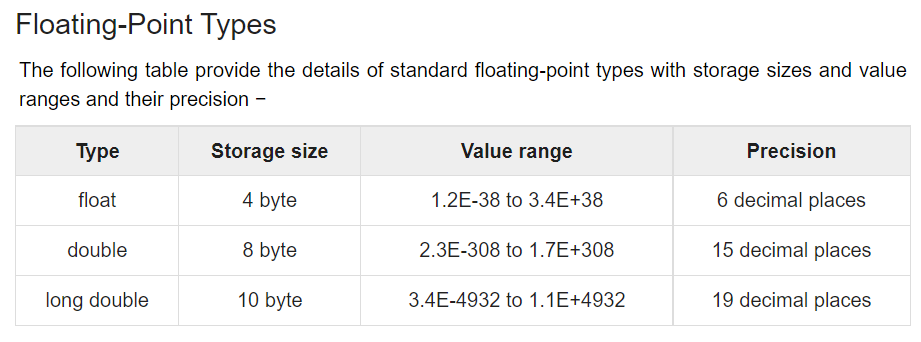 Floating-Point Types
The following table provide the details of standard floating-point types with storage sizes and value
ranges and their precision −
Type Storage size Value range Precision
float 4 byte 1.2E-38 to 3.4E+38 6 decimal places
double 8 byte 2.3E-308 to 1.7E+308 15 decimal places
long double 10 byte 3.4E-4932 to 1.1E+4932 19 decimal places